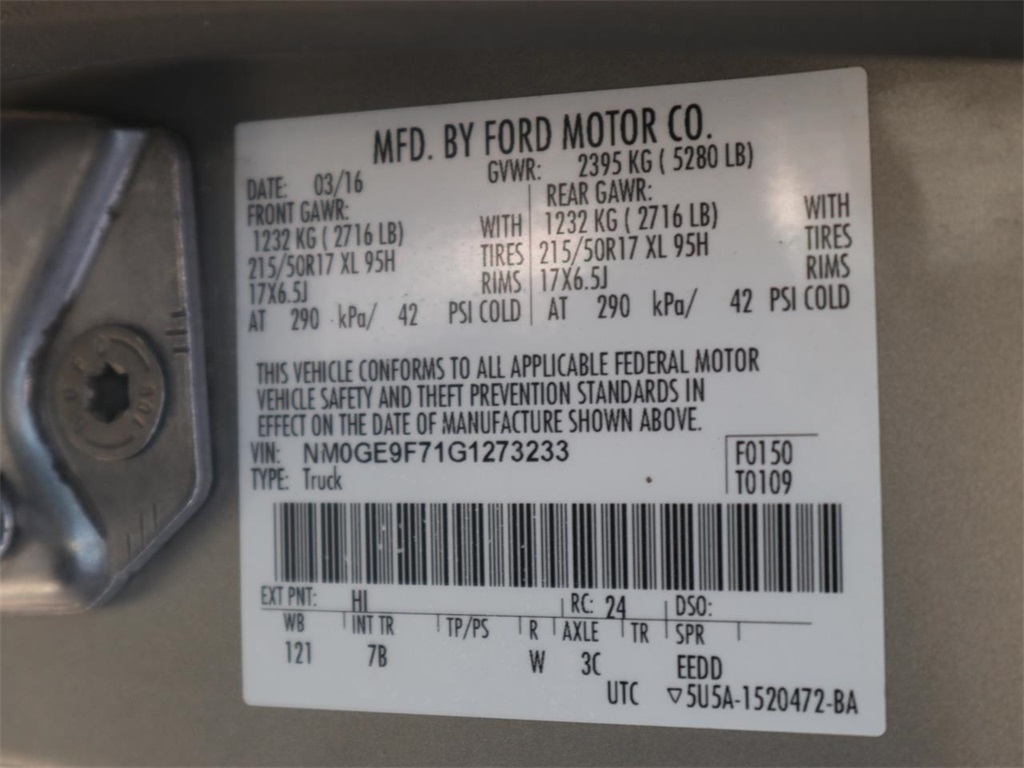 MFD. BY FORD MOTOR CO.
DATE: 03/16 GVWR: 2395 KG ( 5280 LB)
FRONT GAWR: REAR GAWR:
1232 KG ( 2716 LB) WITH 1232 KG ( 2716 LB) WITH
215/50R17 XL 95H TIRES 215/50R17 XL 95H TIRES
17X6.5J RIMS 17X6.5J RIMS
AT 290 kPa/ 42 PSI COLD AT 290 kPa/ 42 PSI COLD
THIS VEHICLE CONFORMS TO ALL APPLICABLE FEDERAL MOTOR
VEHICLE SAFETY AND THEFT PREVENTION STANDARDS IN
EFFECT ON THE DATE OF MANUFACTURE SHOWN ABOVE.
VIN: NM0GE9F71G1273233 F0150
TYPE: Truck T0109
EXT PNT: HI RC: 24 DSO:
WB INT TR TP/PS R AXLE TR SPR
121 7B W 3C EEDD
UTC ▽5U5A-1520472-BA